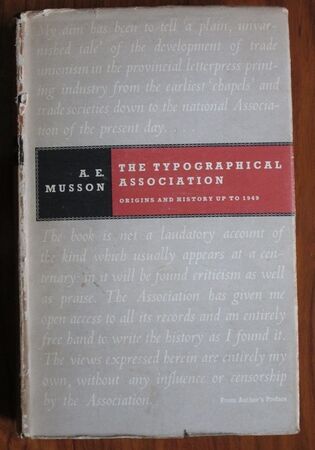 My aim has been to tell 'a plain, unvar-
nished tale' of the development of trade
unionism in the provincial letterpress print-
ing industry from the earliest 'chapels' and
trade societies down to the national Associa-
tion of the present day. . . .
A. E.
MUSSON
THE TYPOGRAPHICAL
ASSOCIATION
ORIGINS AND HISTORY UP TO 1949
The book is not a laudatory account of
the kind which usually appears at a cen-
tenary: in it will be found criticism as well
as praise. The Association has given me
open access to all its records and an entirely
free hand to write the history as I found it.
The views expressed herein are entirely my
own, without any influence or censorship
by the Association.
From Author's Preface